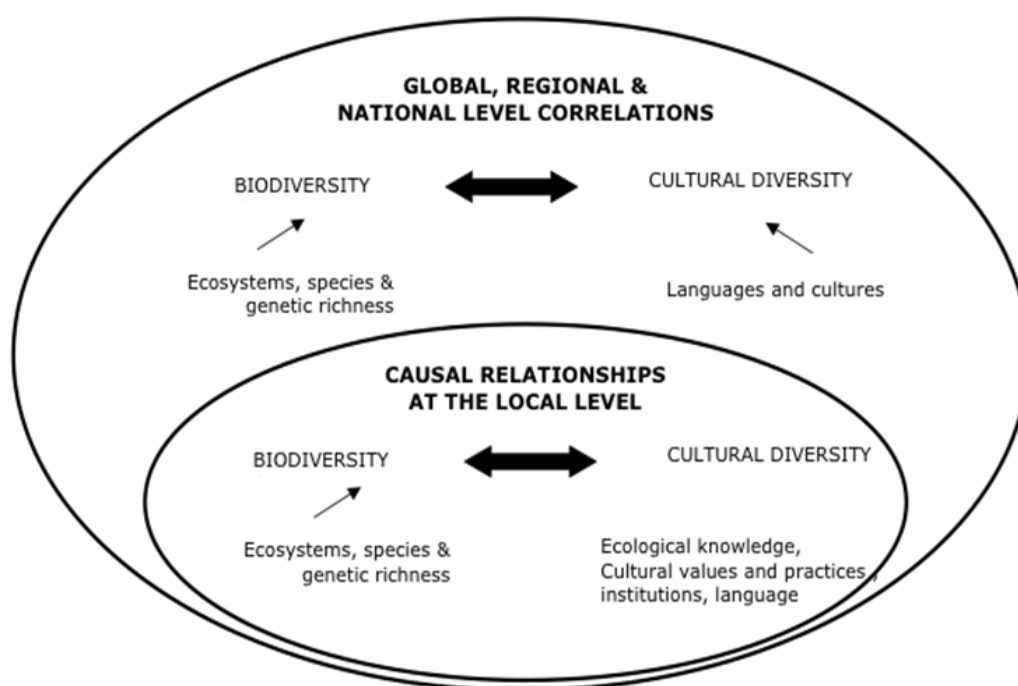 GLOBAL, REGIONAL &
NATIONAL LEVEL CORRELATIONS
BIODIVERSITY
CULTURAL DIVERSITY
Ecosystems, species &
genetic richness
Languages and cultures
CAUSAL RELATIONSHIPS
AT THE LOCAL LEVEL
BIODIVERSITY
CULTURAL DIVERSITY
Ecosystems, species &
genetic richness
Ecological knowledge,
Cultural values and practices,
institutions, language